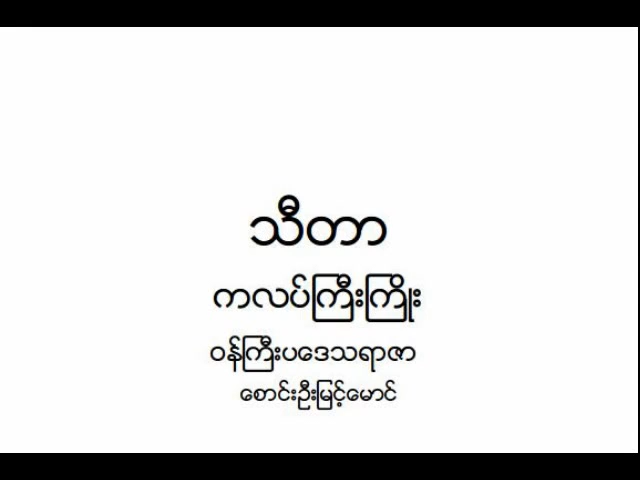 သီတာ
ကလပ်ကြီးကြိုး
ဝန်ကြီးပဒေသရာဇာ
စောင်းဦးမြင့်မောင်